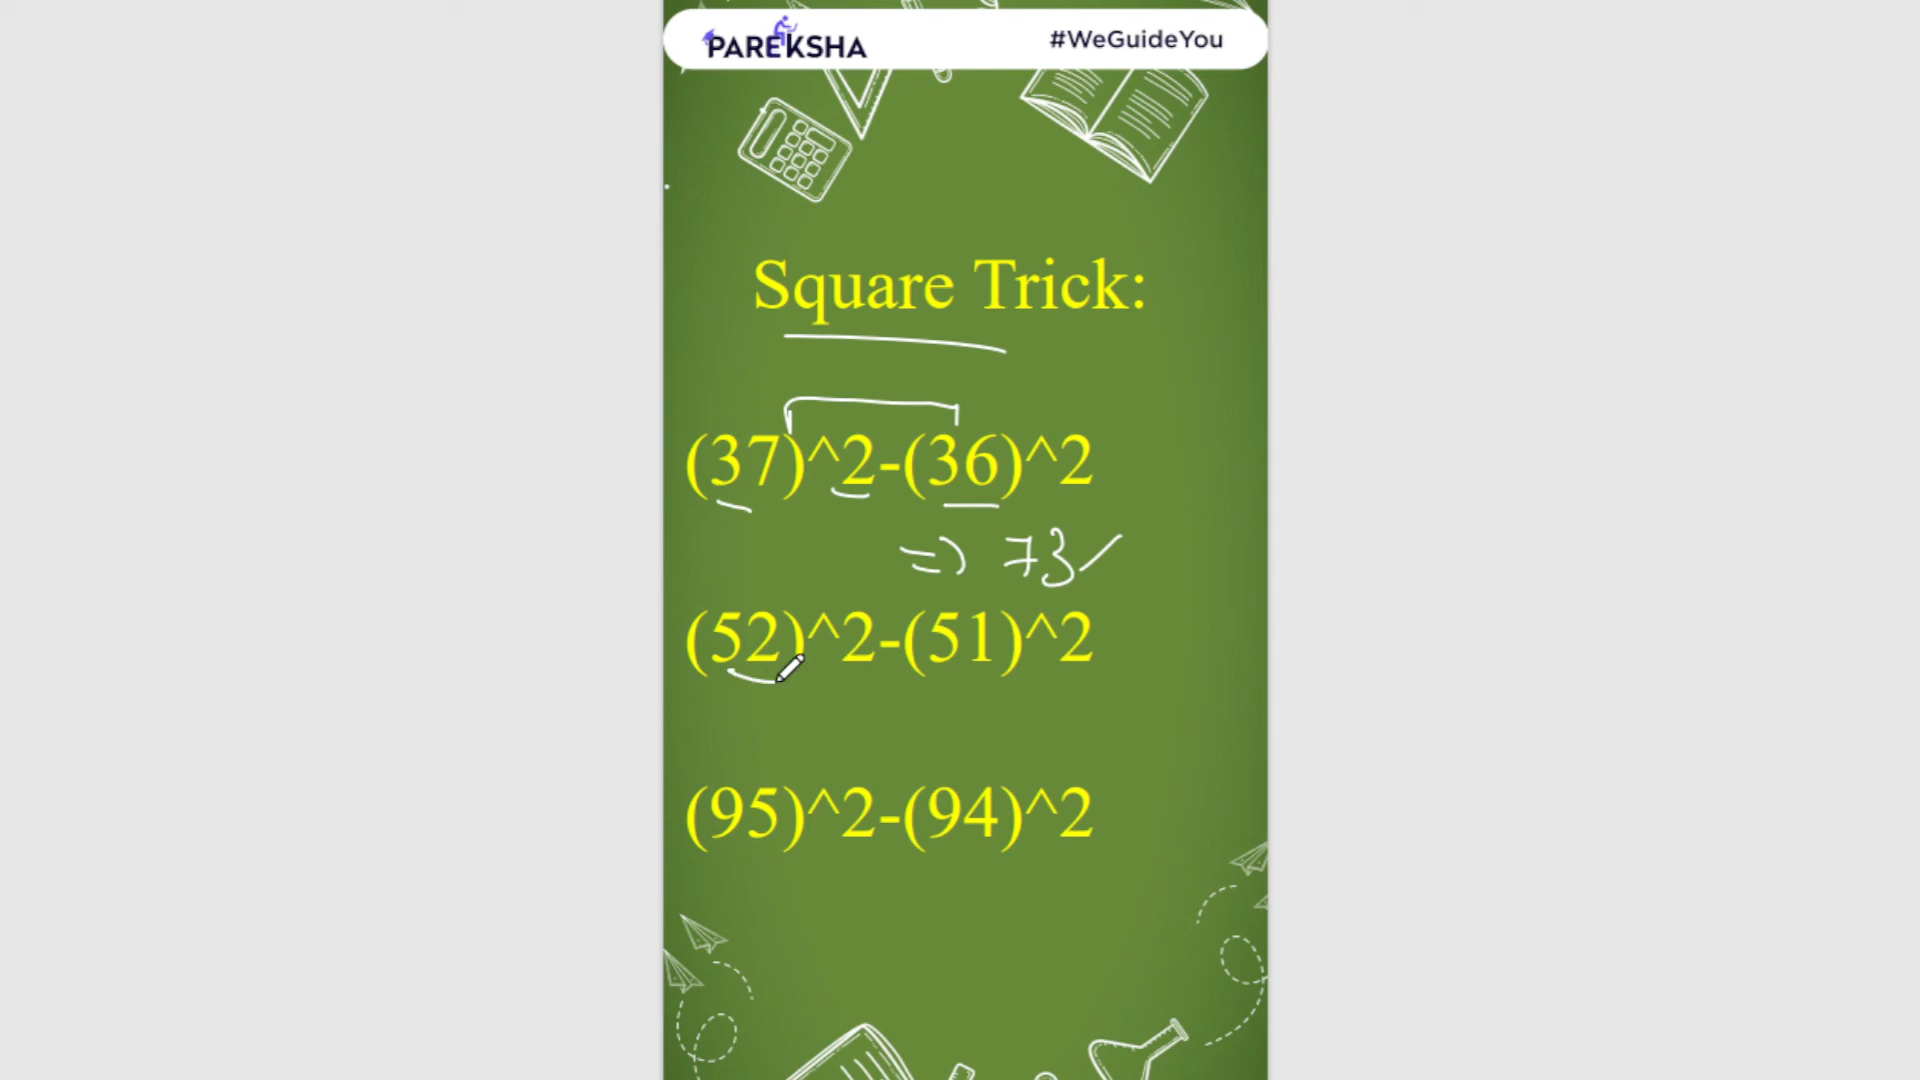 PAREKSHA #WeGuideYou
Square Trick:
(37)^2-(36)^2
=> 73
(52)^2-(51)^2
(95)^2-(94)^2